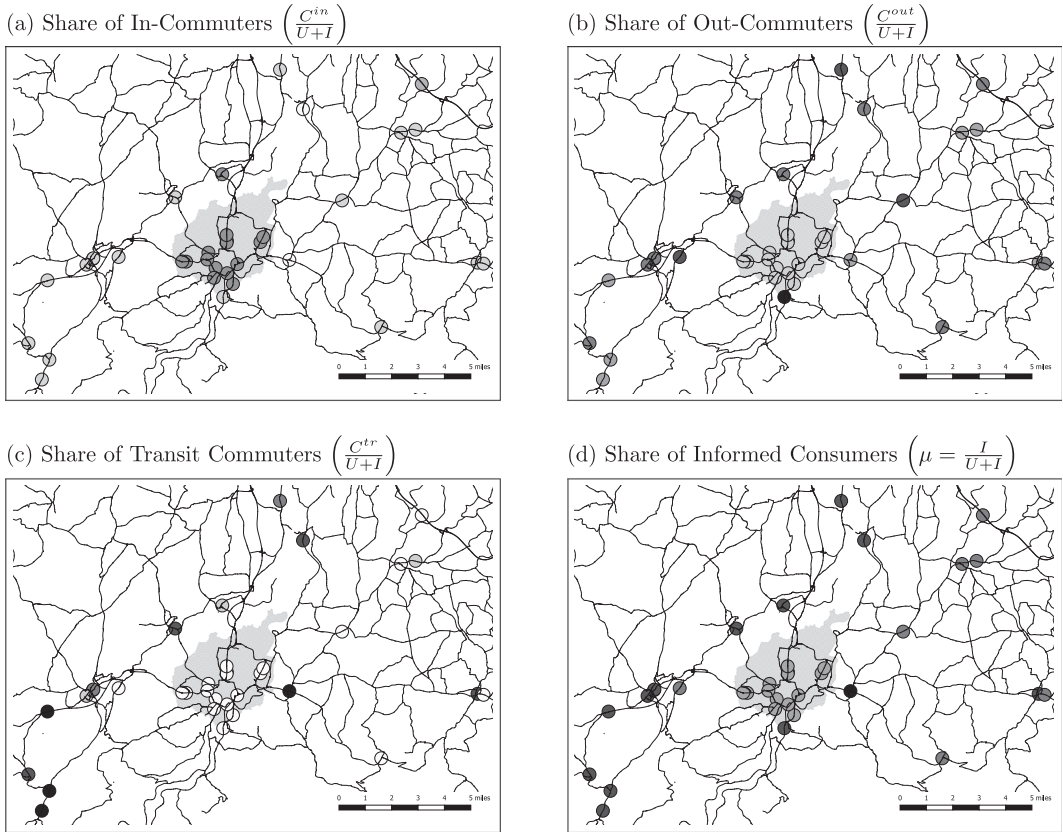 (a) Share of In-Commuters (C^{in}/U+I)
(b) Share of Out-Commuters (C^{out}/U+I)
0 1 2 3 4 5 miles
0 1 2 3 4 5 miles
(c) Share of Transit Commuters (C^{tr}/U+I)
(d) Share of Informed Consumers (μ = I/U+I)
0 1 2 3 4 5 miles
0 1 2 3 4 5 miles